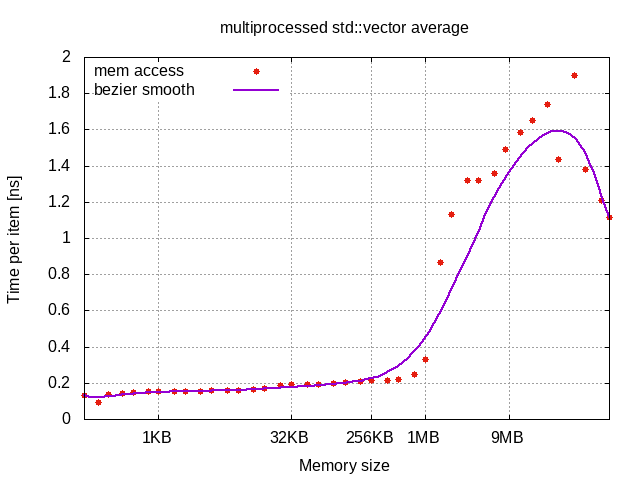 multiprocessed std::vector average
mem access
bezier smooth
2
1.8
1.6
1.4
1.2
1
0.8
0.6
0.4
0.2
0
Time per item [ns]
1KB 32KB 256KB 1MB 9MB
Memory size